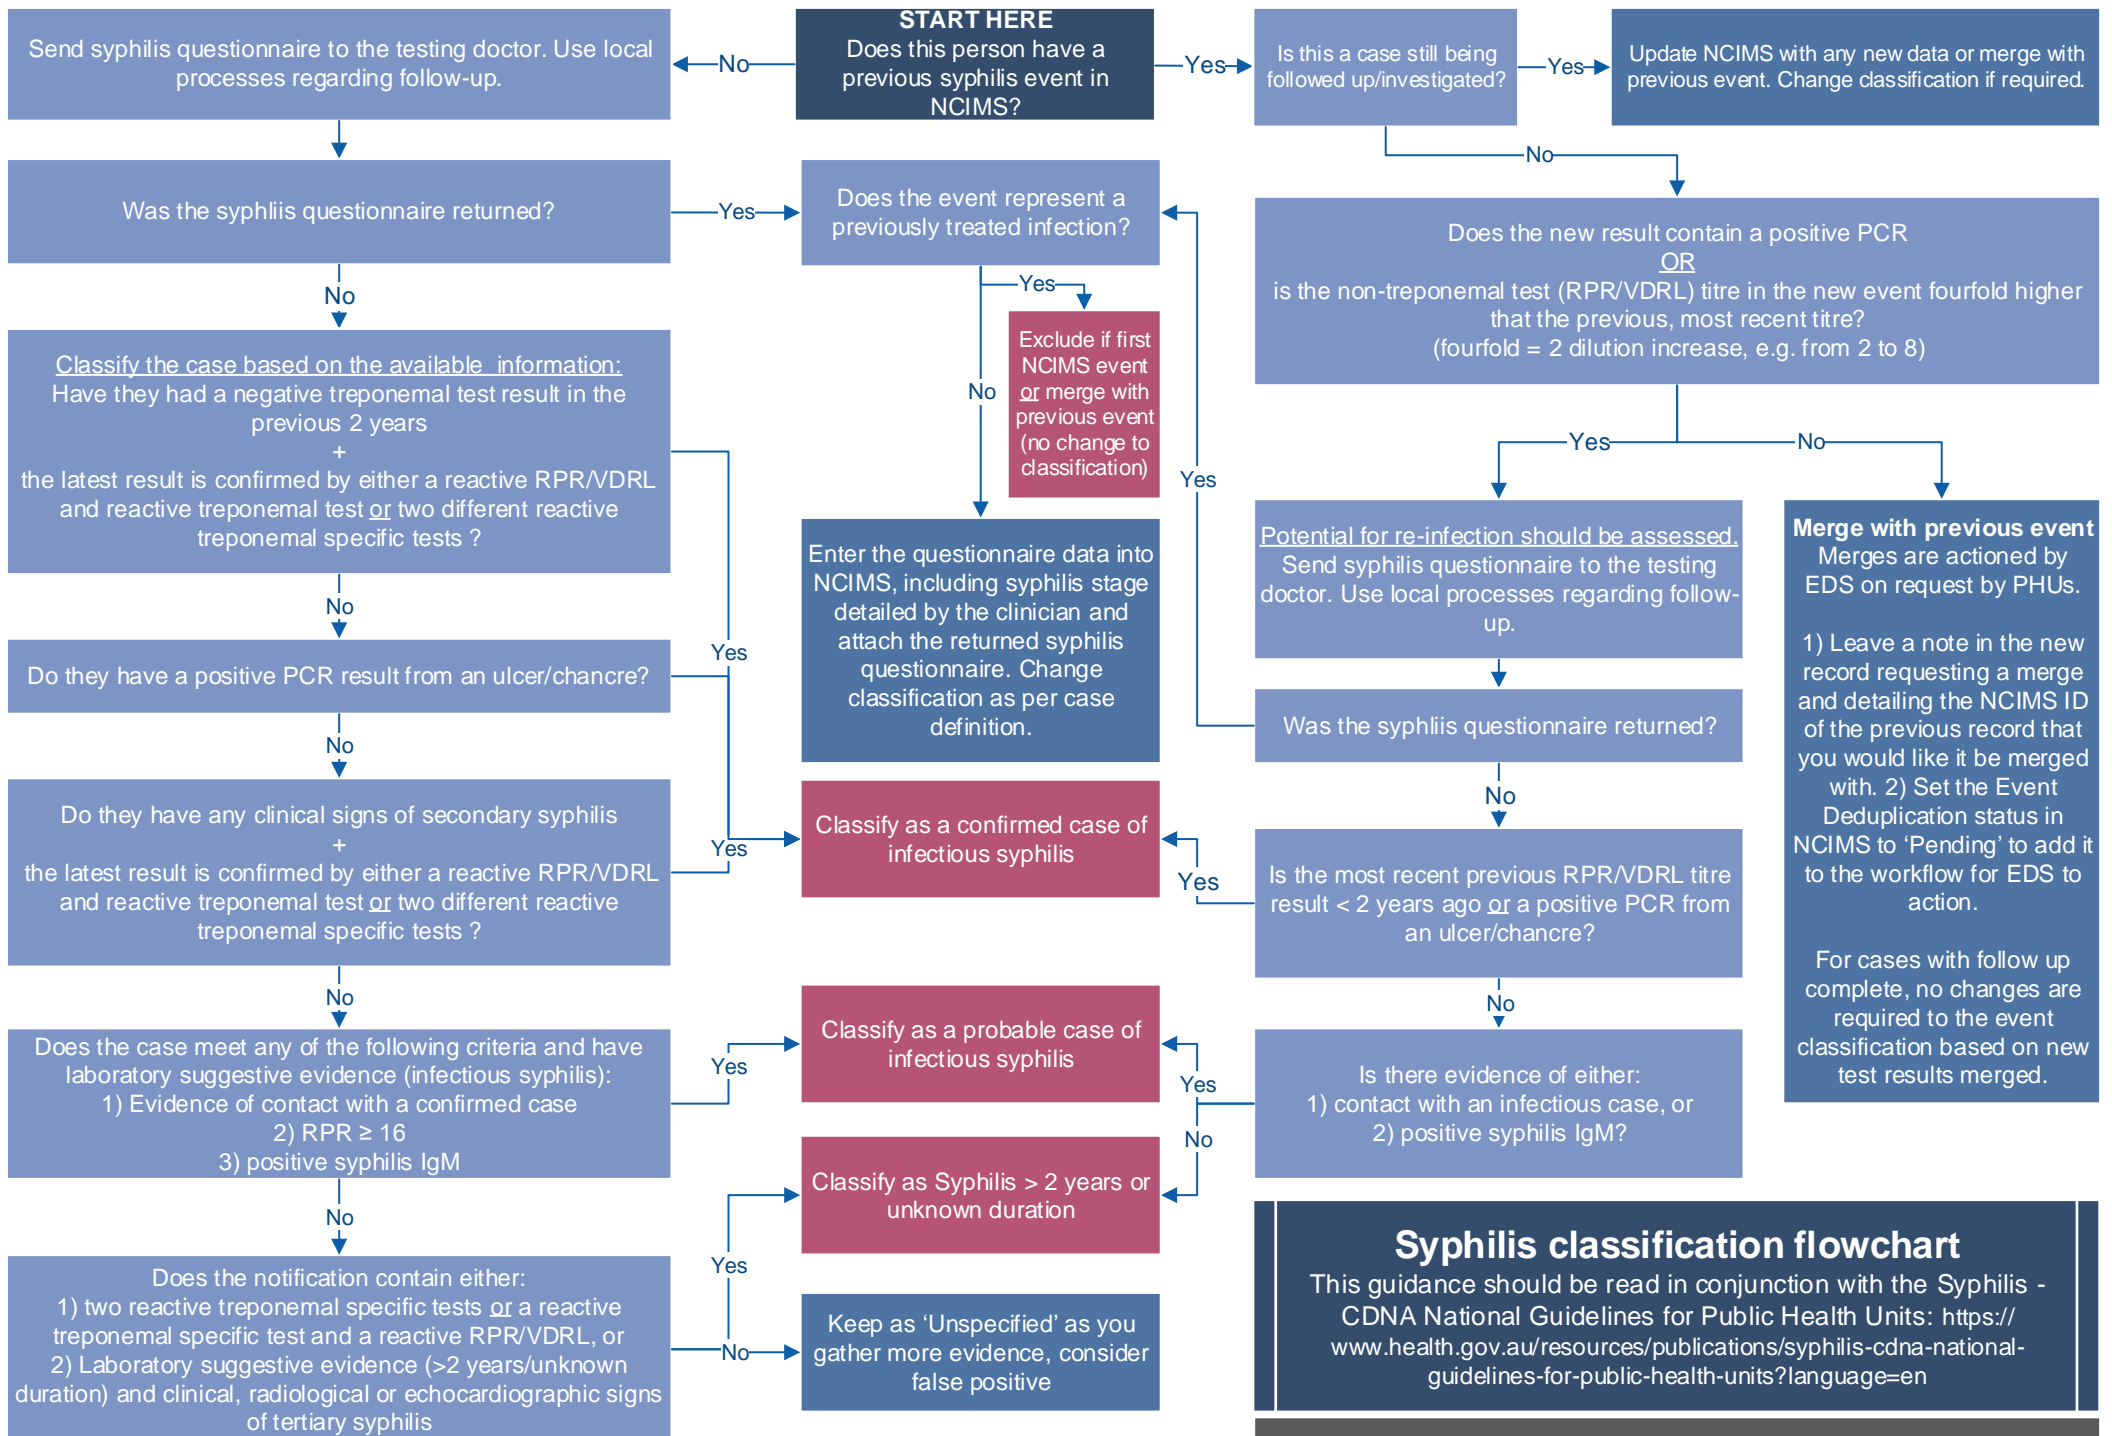 START HERE
Does this person have a
previous syphilis event in
NCIMS?
No
Send syphilis questionnaire to the testing doctor. Use local
processes regarding follow-up.
Was the syphliis questionnaire returned?
Yes
No
Classify the case based on the available  information:
Have they had a negative treponemal test result in the
previous 2 years
+
the latest result is confirmed by either a reactive RPR/VDRL
and reactive treponemal test or two different reactive
treponemal specific tests ?
No
Yes
Do they have a positive PCR result from an ulcer/chancre?
No
Do they have any clinical signs of secondary syphilis
+
the latest result is confirmed by either a reactive RPR/VDRL
and reactive treponemal test or two different reactive
treponemal specific tests ?
Yes
No
Does the case meet any of the following criteria and have
laboratory suggestive evidence (infectious syphilis):
1) Evidence of contact with a confirmed case
2) RPR ≥ 16
3) positive syphilis IgM
Yes
No
Does the notification contain either:
1) two reactive treponemal specific tests or a reactive
treponemal specific test and a reactive RPR/VDRL, or
2) Laboratory suggestive evidence (>2 years/unknown
duration) and clinical, radiological or echocardiographic signs
of tertiary syphilis
Yes
No
Does the event represent a
previously treated infection?
Yes
Exclude if first
NCIMS event
or merge with
previous event
(no change to
classification)
No
Enter the questionnaire data into
NCIMS, including syphilis stage
detailed by the clinician and
attach the returned syphilis
questionnaire. Change
classification as per case
definition.
Classify as a confirmed case of
infectious syphilis
Classify as a probable case of
infectious syphilis
Classify as Syphilis > 2 years or
unknown duration
Keep as ‘Unspecified’ as you
gather more evidence, consider
false positive
Yes
Is this a case still being
followed up/investigated?
Yes
Update NCIMS with any new data or merge with
previous event. Change classification if required.
No
Does the new result contain a positive PCR
OR
is the non-treponemal test (RPR/VDRL) titre in the new event fourfold higher
that the previous, most recent titre?
(fourfold = 2 dilution increase, e.g. from 2 to 8)
Yes
No
Potential for re-infection should be assessed.
Send syphilis questionnaire to the testing
doctor. Use local processes regarding follow-
up.
Was the syphliis questionnaire returned?
Yes
No
Is the most recent previous RPR/VDRL titre
result < 2 years ago or a positive PCR from
an ulcer/chancre?
Yes
No
Is there evidence of either:
1) contact with an infectious case, or
2) positive syphilis IgM?
Yes
No
Merge with previous event
Merges are actioned by
EDS on request by PHUs.
1) Leave a note in the new
record requesting a merge
and detailing the NCIMS ID
of the previous record that
you would like it be merged
with. 2) Set the Event
Deduplication status in
NCIMS to ‘Pending’ to add it
to the workflow for EDS to
action.
For cases with follow up
complete, no changes are
required to the event
classification based on new
test results merged.
Syphilis classification flowchart
This guidance should be read in conjunction with the Syphilis -
CDNA National Guidelines for Public Health Units: https://
www.health.gov.au/resources/publications/syphilis-cdna-national-
guidelines-for-public-health-units?language=en